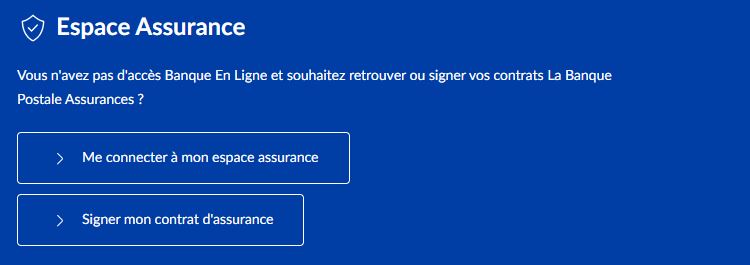 Espace Assurance
Vous n'avez pas d'accès Banque En Ligne et souhaitez retrouver ou signer vos contrats La Banque
Postale Assurances ?
Me connecter à mon espace assurance
Signer mon contrat d'assurance